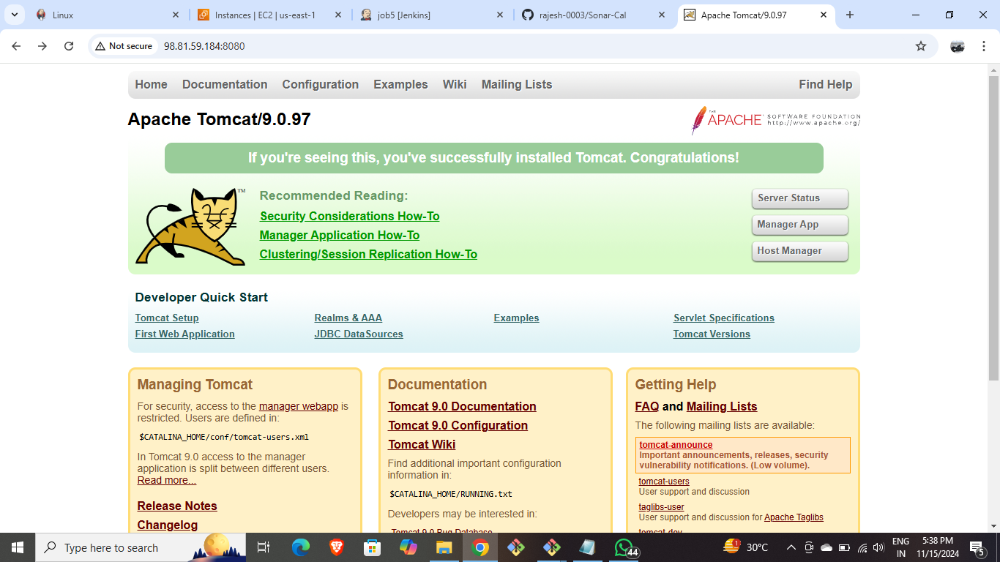 Linux
Instances | EC2 | us-east-1
job5 [Jenkins]
rajesh-0003/Sonar-Cal
Apache Tomcat/9.0.97
Not secure
98.81.59.184:8080
Home Documentation Configuration Examples Wiki Mailing Lists Find Help
Apache Tomcat/9.0.97
THE APACHE SOFTWARE FOUNDATION
http://www.apache.org/
If you're seeing this, you've successfully installed Tomcat. Congratulations!
TM
Recommended Reading:
Security Considerations How-To
Manager Application How-To
Clustering/Session Replication How-To
Server Status
Manager App
Host Manager
Developer Quick Start
Tomcat Setup
First Web Application
Realms & AAA
JDBC DataSources
Examples
Servlet Specifications
Tomcat Versions
Managing Tomcat
For security, access to the manager webapp is
restricted. Users are defined in:
$CATALINA_HOME/conf/tomcat-users.xml
In Tomcat 9.0 access to the manager
application is split between different users.
Read more...
Release Notes
Changelog
Documentation
Tomcat 9.0 Documentation
Tomcat 9.0 Configuration
Tomcat Wiki
Find additional important configuration
information in:
$CATALINA_HOME/RUNNING.txt
Developers may be interested in:
Tomcat 9.0 Bug Database
Getting Help
FAQ and Mailing Lists
The following mailing lists are available:
tomcat-announce
Important announcements, releases, security
vulnerability notifications. (Low volume).
tomcat-users
User support and discussion
taglibs-user
User support and discussion for Apache Taglibs
tomcat-dev
Type here to search
44
1
30°C
ENG
IN
5:38 PM
11/15/2024
5